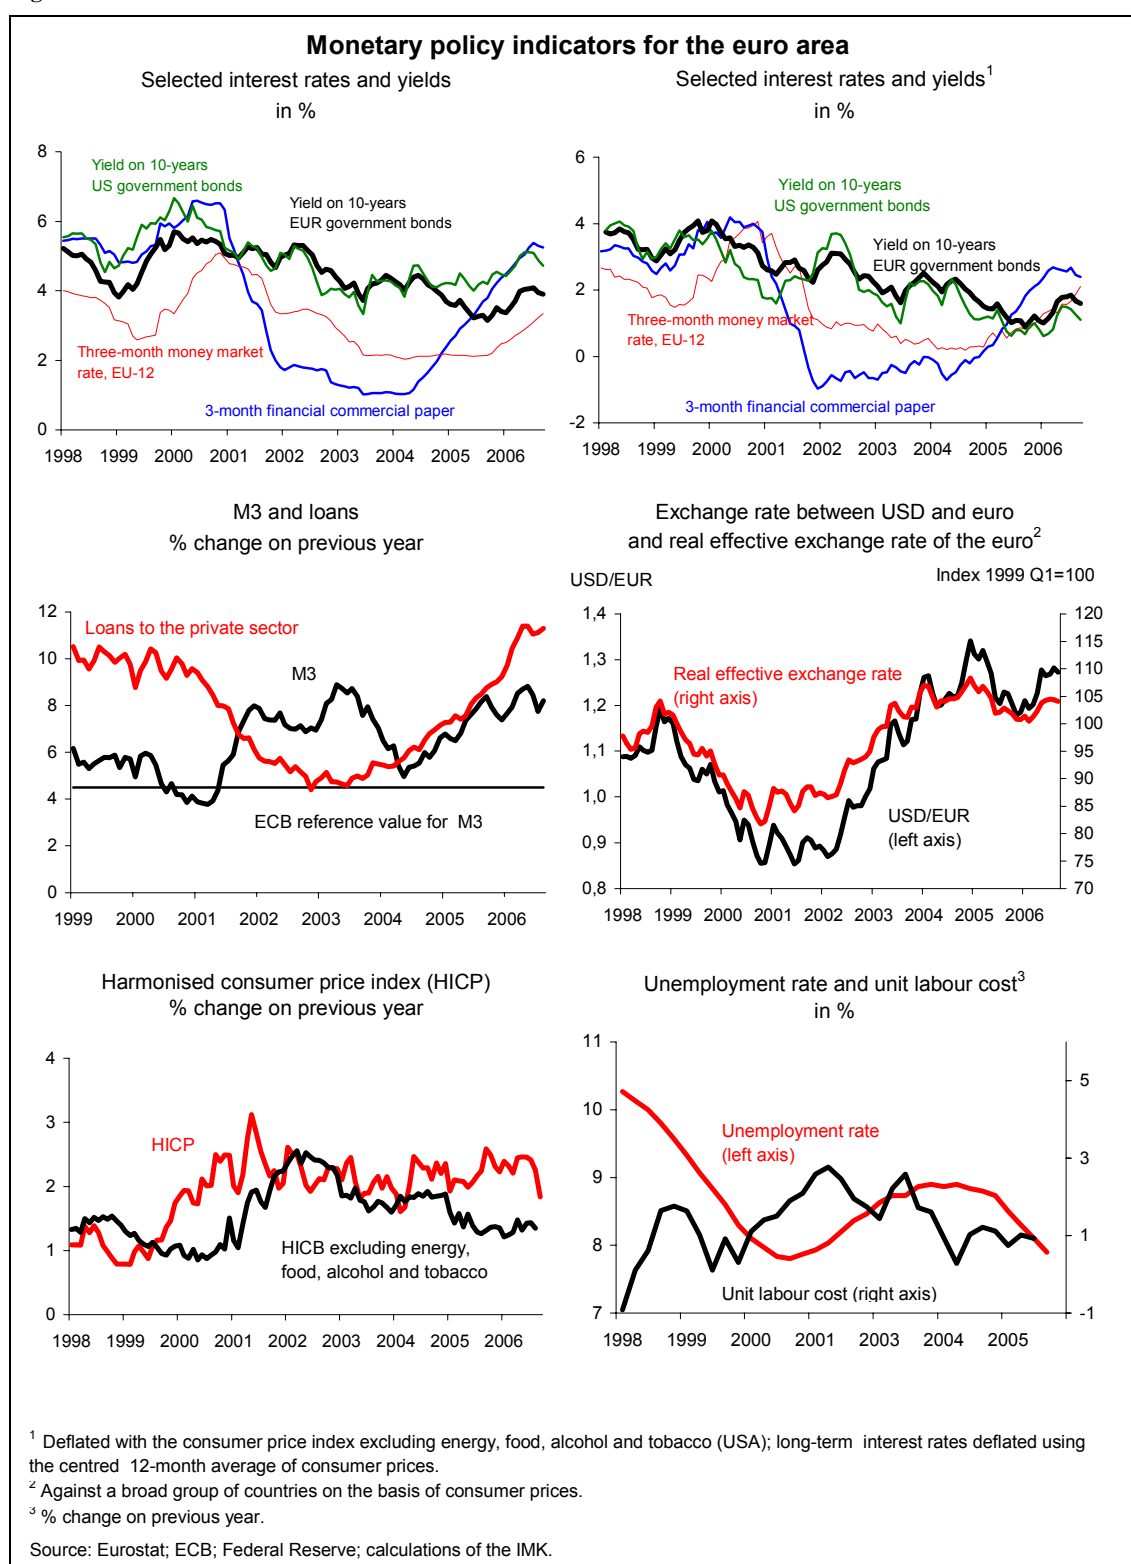 Monetary policy indicators for the euro area
Selected interest rates and yields
in %
8
6
4
2
0
Yield on 10-years
US government bonds
Yield on 10-years
EUR government bonds
Three-month money market
rate, EU-12
3-month financial commercial paper
1998 1999 2000 2001 2002 2003 2004 2005 2006
Selected interest rates and yields1
in %
6
4
2
0
-2
Yield on 10-years
US government bonds
Yield on 10-years
EUR government bonds
Three-month money market
rate, EU-12
3-month financial commercial paper
1998 1999 2000 2001 2002 2003 2004 2005 2006
M3 and loans
% change on previous year
12
10
8
6
4
2
0
Loans to the private sector
M3
ECB reference value for M3
1999 2000 2001 2002 2003 2004 2005 2006
Exchange rate between USD and euro
and real effective exchange rate of the euro2
USD/EUR
Index 1999 Q1=100
1,4
1,3
1,2
1,1
1,0
0,9
0,8
120
115
110
105
100
95
90
85
80
75
70
Real effective exchange rate
(right axis)
USD/EUR
(left axis)
1998 1999 2000 2001 2002 2003 2004 2005 2006
Harmonised consumer price index (HICP)
% change on previous year
4
3
2
1
0
HICP
HICB excluding energy,
food, alcohol and tobacco
1998 1999 2000 2001 2002 2003 2004 2005 2006
Unemployment rate and unit labour cost3
in %
11
10
9
8
7
5
3
1
-1
Unemployment rate
(left axis)
Unit labour cost (right axis)
1998 1999 2000 2001 2002 2003 2004 2005
1 Deflated with the consumer price index excluding energy, food, alcohol and tobacco (USA); long-term interest rates deflated using
the centred 12-month average of consumer prices.
2 Against a broad group of countries on the basis of consumer prices.
3 % change on previous year.
Source: Eurostat; ECB; Federal Reserve; calculations of the IMK.